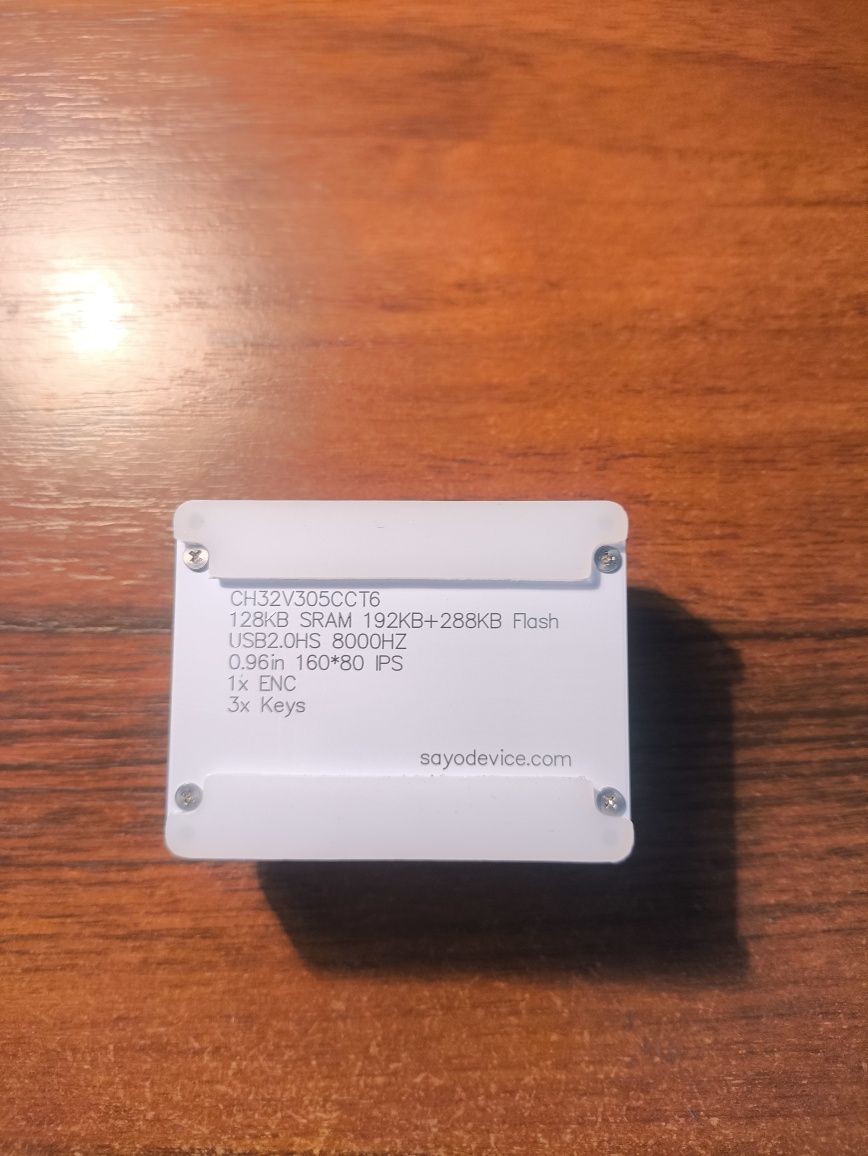 CH32V305CCT6
128KB SRAM 192KB+288KB Flash
USB2.0HS 8000HZ
0.96in 160*80 IPS
1x ENC
3x Keys
sayodevice.com